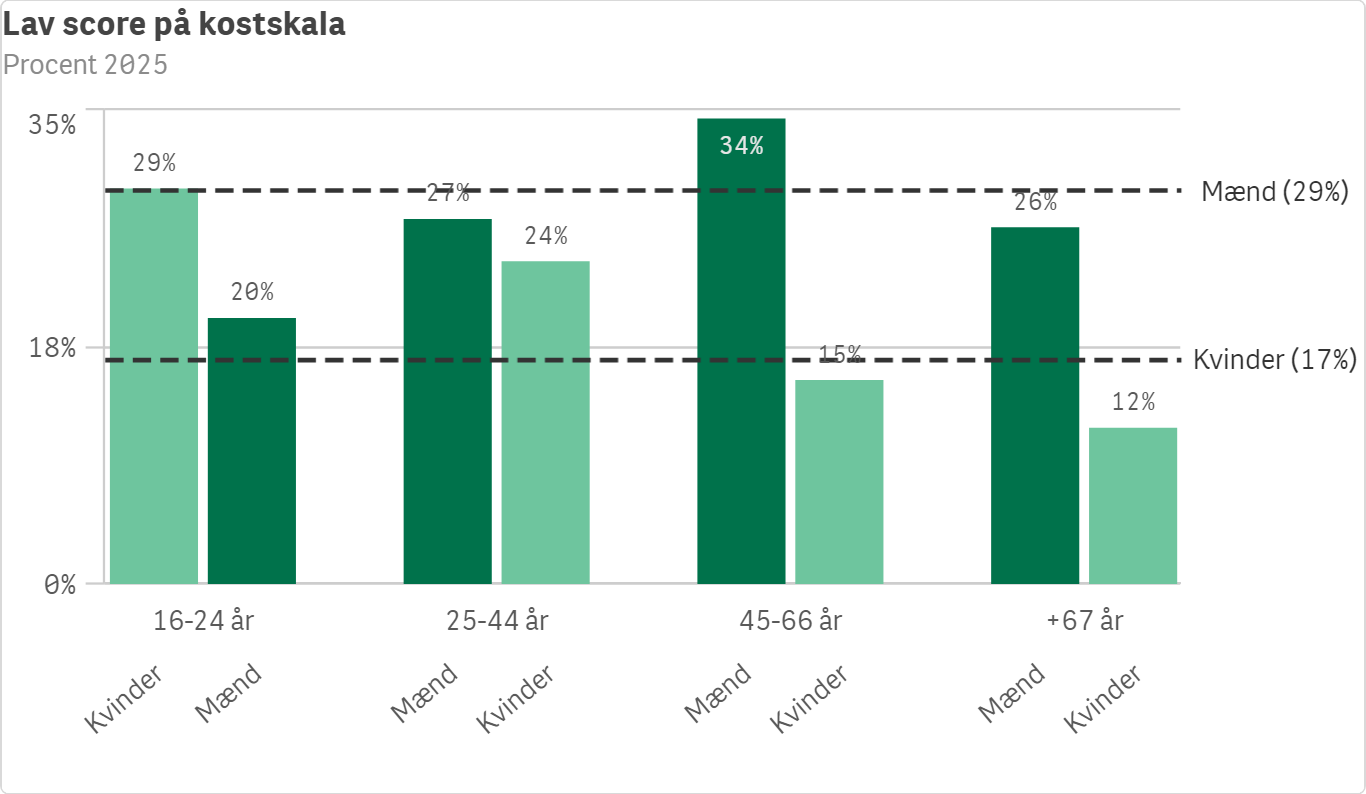 Lav score på kostskala
Procent 2025
35%
18%
0%
29%
20%
27%
24%
34%
15%
26%
12%
Mænd (29%)
Kvinder (17%)
16-24 år
25-44 år
45-66 år
+67 år
Kvinder
Mænd
Mænd
Kvinder
Mænd
Kvinder
Mænd
Kvinder